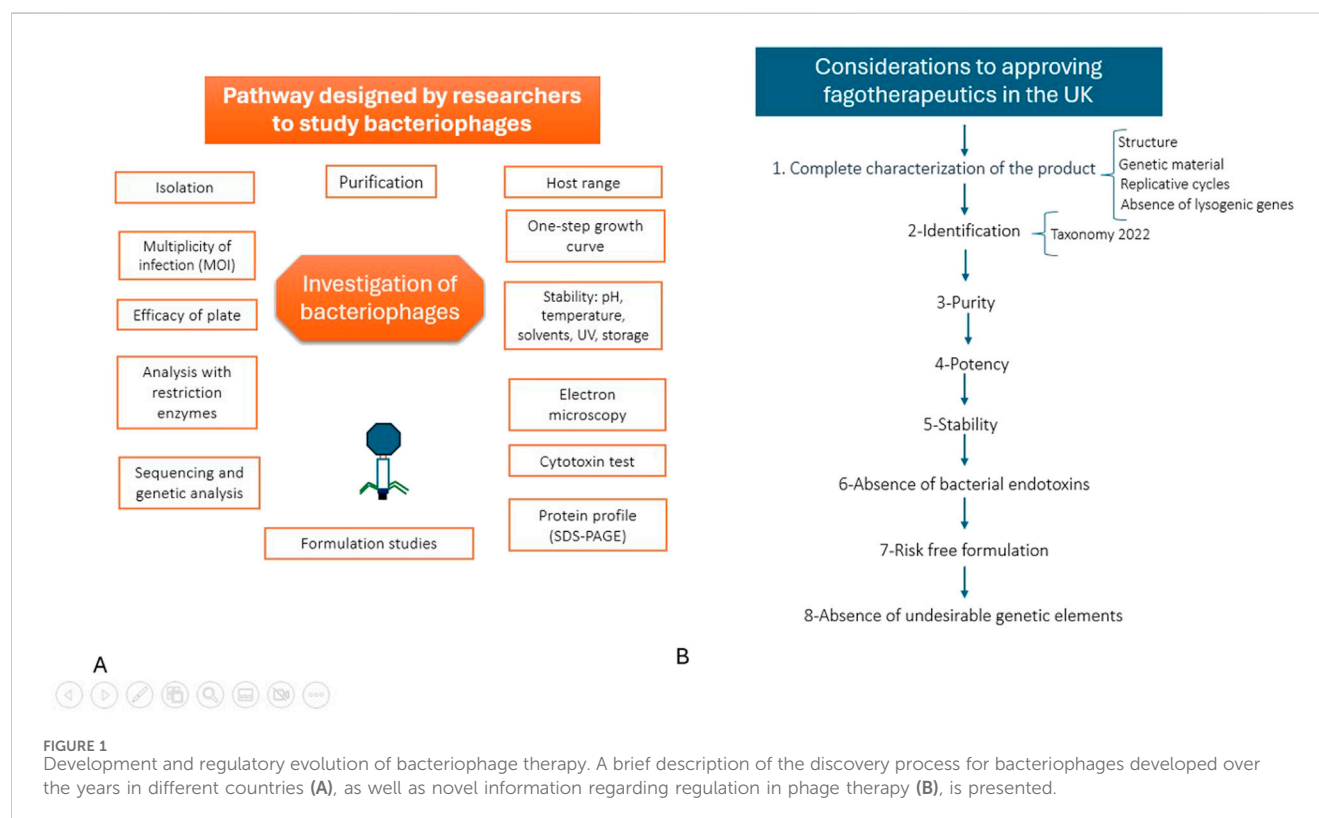 Pathway designed by researchers
to study bacteriophages
Isolation
Purification
Host range
Multiplicity of
infection (MOI)
One-step growth
curve
Investigation of
bacteriophages
Efficacy of plate
Stability: pH,
temperature,
solvents, UV, storage
Analysis with
restriction
enzymes
Electron
microscopy
Sequencing and
genetic analysis
Cytotoxin test
Protein profile
(SDS-PAGE)
Formulation studies
A
Considerations to approving
fagotherapeutics in the UK
1. Complete characterization of the product
Structure
Genetic material
Replicative cycles
Absence of lysogenic genes
2-Identification
Taxonomy 2022
3-Purity
4-Potency
5-Stability
6-Absence of bacterial endotoxins
7-Risk free formulation
8-Absence of undesirable genetic elements
B
FIGURE 1
Development and regulatory evolution of bacteriophage therapy. A brief description of the discovery process for bacteriophages developed over
the years in different countries (A), as well as novel information regarding regulation in phage therapy (B), is presented.